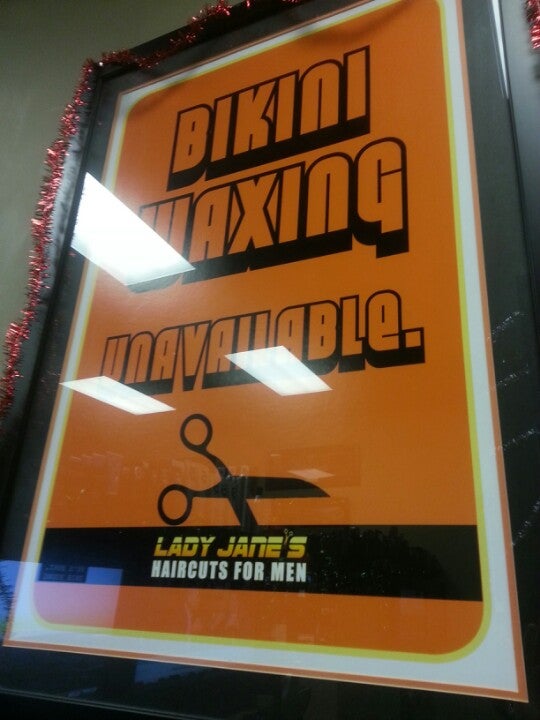 BIKINI
WAXING
UNAVAILABLE.
LADY JANE'S
HAIRCUTS FOR MEN